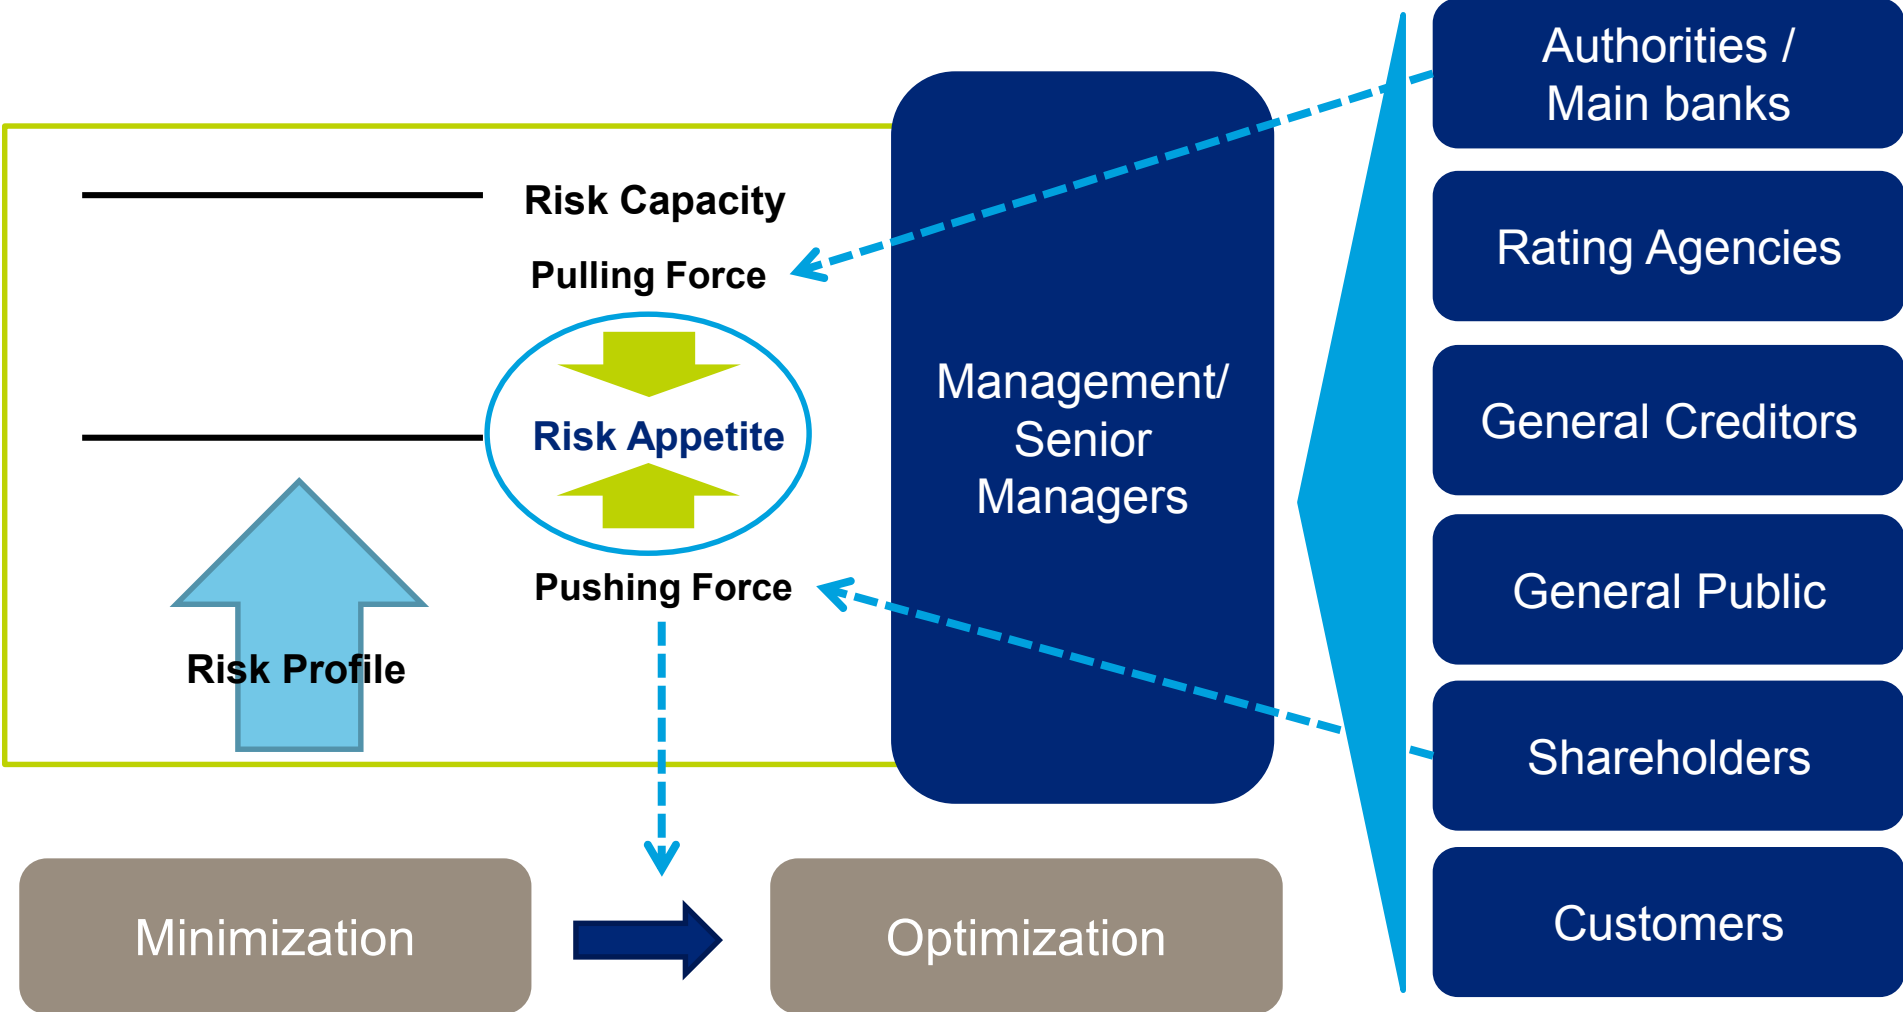 Risk Capacity
Pulling Force
Risk Appetite
Pushing Force
Risk Profile
Management/
Senior
Managers
Authorities /
Main banks
Rating Agencies
General Creditors
General Public
Shareholders
Customers
Minimization
Optimization